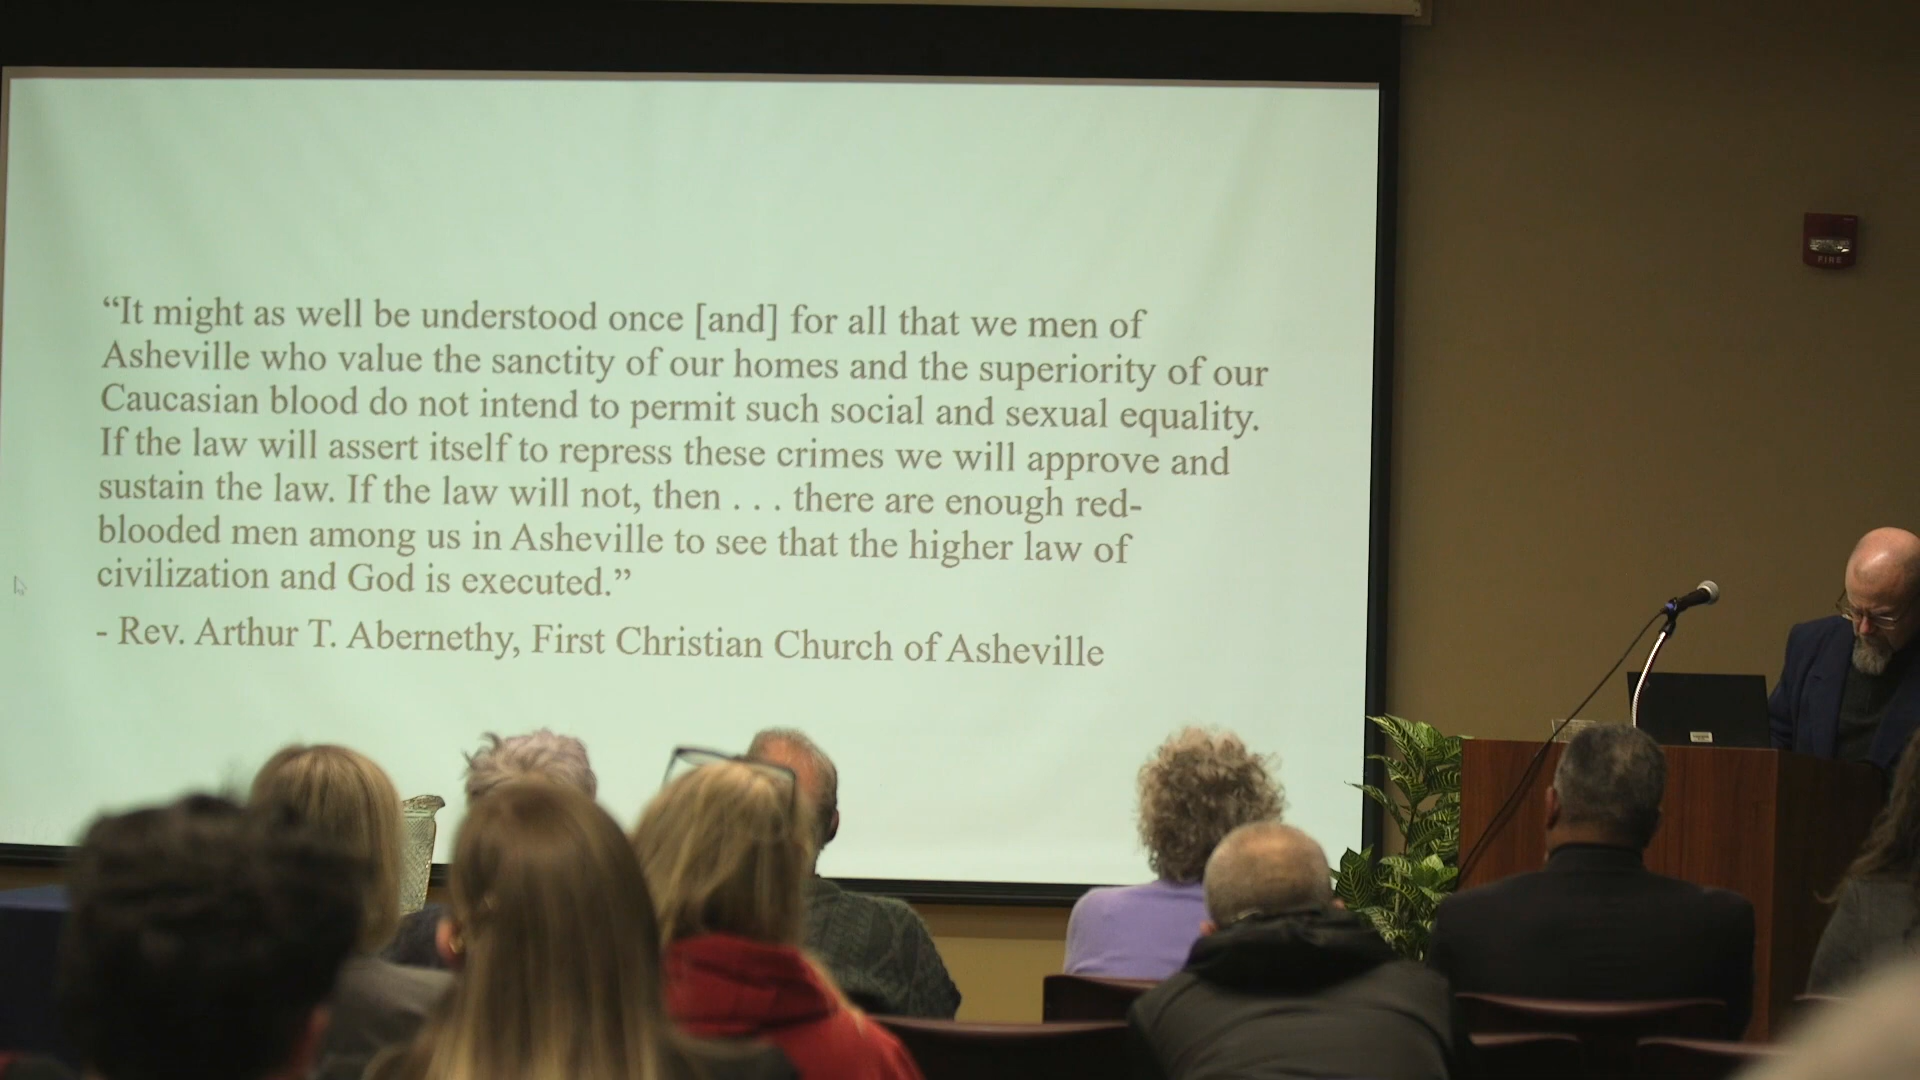 “It might as well be understood once [and] for all that we men of
Asheville who value the sanctity of our homes and the superiority of our
Caucasian blood do not intend to permit such social and sexual equality.
If the law will assert itself to repress these crimes we will approve and
sustain the law. If the law will not, then . . . there are enough red-
blooded men among us in Asheville to see that the higher law of
civilization and God is executed.”
- Rev. Arthur T. Abernethy, First Christian Church of Asheville
FIRE